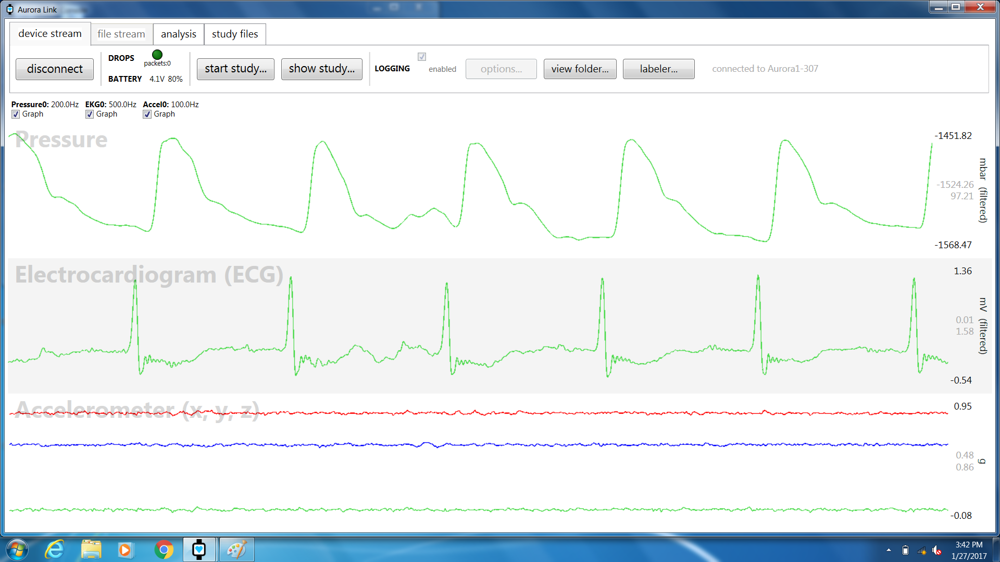 Aurora Link
device stream file stream analysis study files
disconnect
DROPS packets:0
BATTERY 4.1V 80%
start study... show study...
LOGGING enabled options... view folder... labeler... connected to Aurora1-307
Pressure0: 200.0Hz EKG0: 500.0Hz Accel0: 100.0Hz
Graph Graph Graph
Pressure
-1451.82
-1524.26
97.21
mbar (filtered)
-1568.47
Electrocardiogram (ECG)
1.36
0.01
1.58
mV (filtered)
-0.54
Accelerometer (x, y, z)
0.95
0.48
0.86
g
-0.08
3:42 PM
1/27/2017